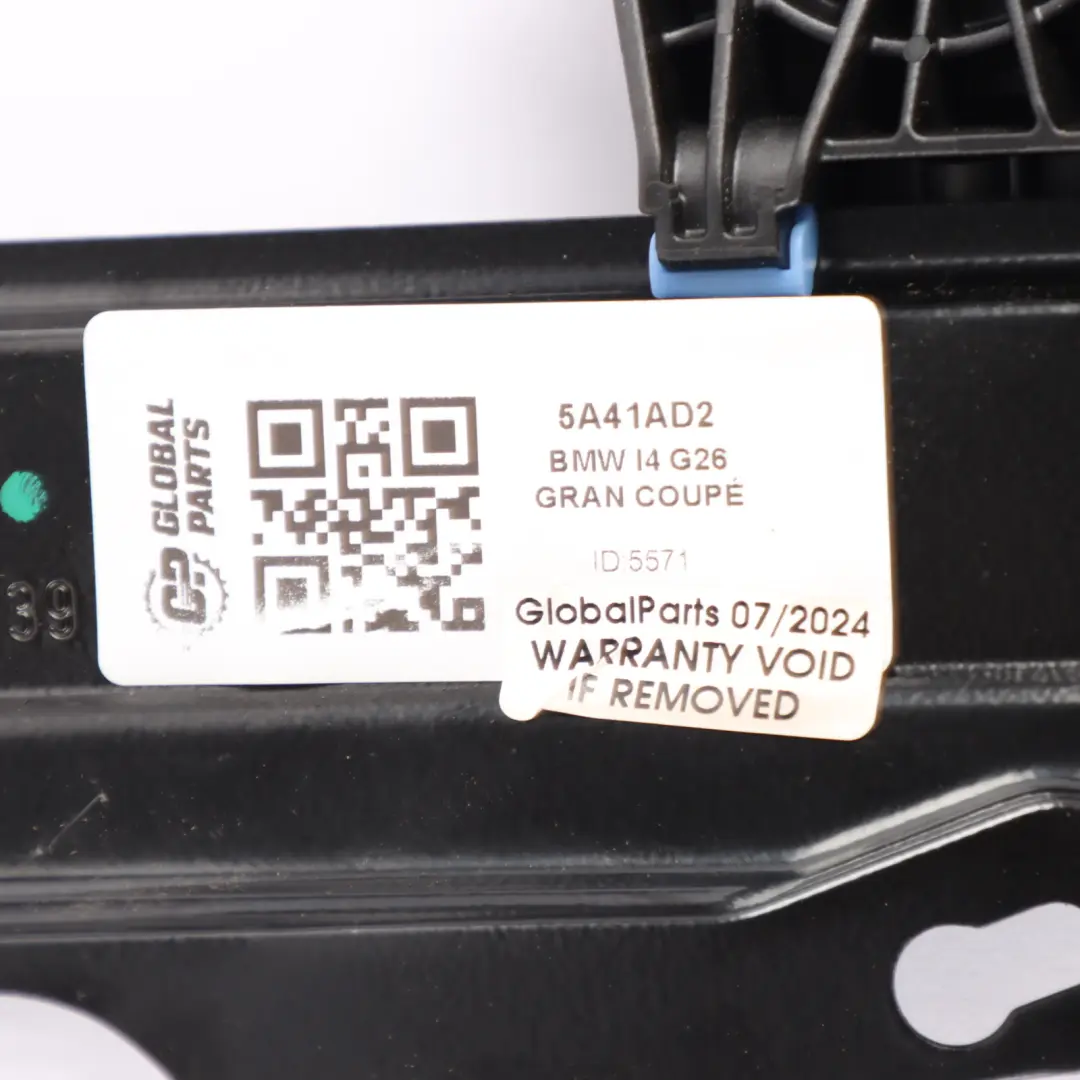 GLOBAL
PARTS
5A41AD2
BMW I4 G26
GRAN COUPÉ
ID:5571
GlobalParts 07/2024
WARRANTY VOID
IF REMOVED
39